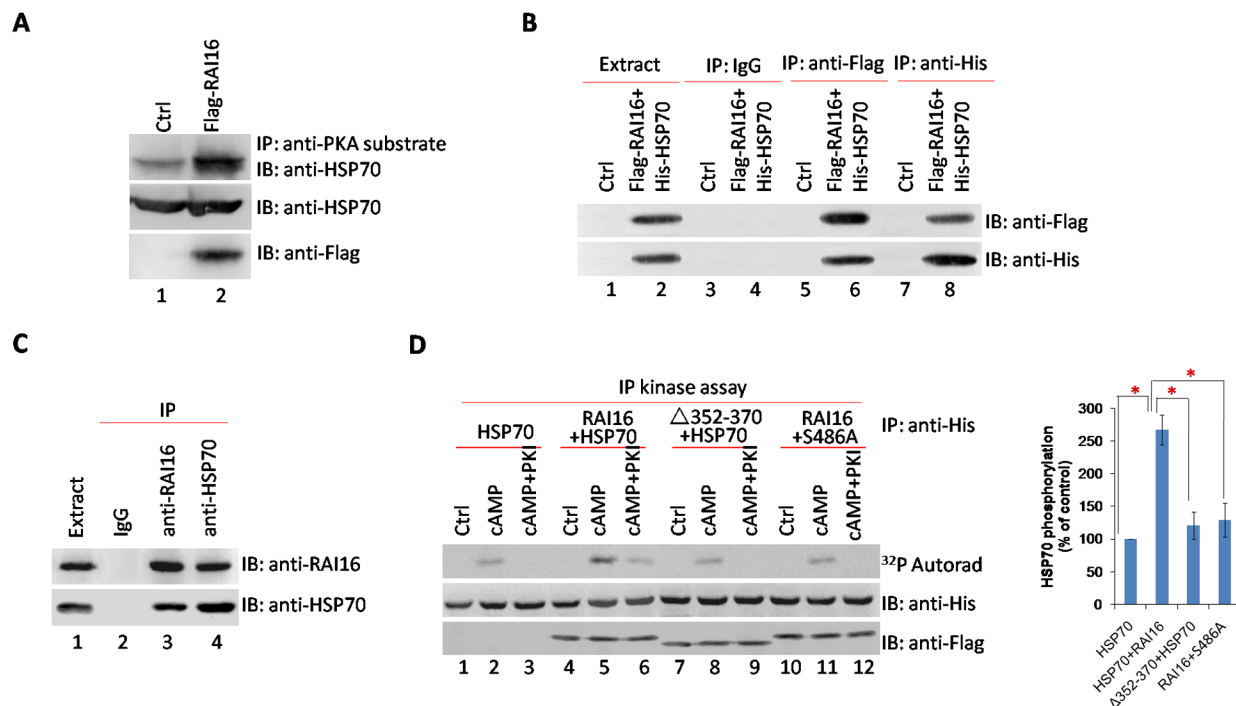 A
Ctrl
Flag-RAI16
IP: anti-PKA substrate
IB: anti-HSP70
IB: anti-HSP70
IB: anti-Flag
1 2
B
Extract IP: IgG IP: anti-Flag IP: anti-His
Ctrl
Flag-RAI16+
His-HSP70
Ctrl
Flag-RAI16+
His-HSP70
Ctrl
Flag-RAI16+
His-HSP70
Ctrl
Flag-RAI16+
His-HSP70
IB: anti-Flag
IB: anti-His
1 2 3 4 5 6 7 8
C
IP
Extract
IgG
anti-RAI16
anti-HSP70
IB: anti-RAI16
IB: anti-HSP70
1 2 3 4
D
IP kinase assay
HSP70
RAI16
+HSP70
△352-370
+HSP70
RAI16
+S486A
IP: anti-His
Ctrl
cAMP
cAMP+PKI
Ctrl
cAMP
cAMP+PKI
Ctrl
cAMP
cAMP+PKI
Ctrl
cAMP
cAMP+PKI
³²P Autorad
IB: anti-His
IB: anti-Flag
1 2 3 4 5 6 7 8 9 10 11 12
* * *
HSP70 phosphorylation
(% of control)
300
250
200
150
100
50
0
HSP70
HSP70+RAI16
Δ352-370+HSP70
RAI16+S486A